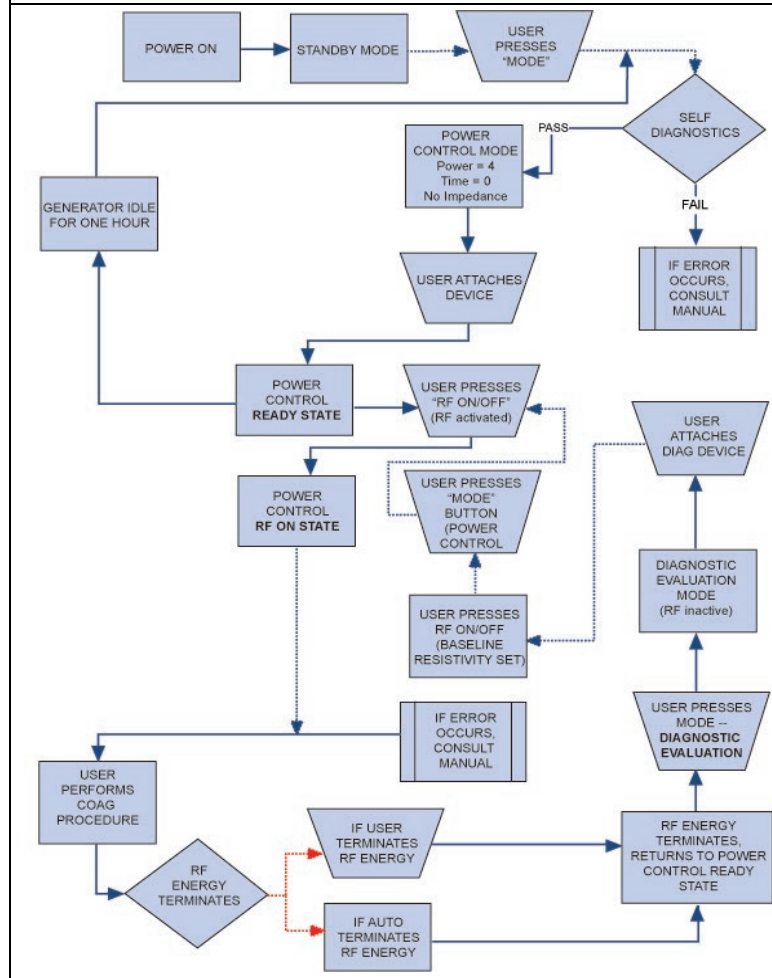 POWER ON
STANDBY MODE
USER
PRESSES
“MODE”
SELF
DIAGNOSTICS
PASS
FAIL
POWER
CONTROL MODE
Power = 4
Time = 0
No Impedance
GENERATOR IDLE
FOR ONE HOUR
IF ERROR
OCCURS,
CONSULT
MANUAL
USER ATTACHES
DEVICE
POWER
CONTROL
READY STATE
USER PRESSES
“RF ON/OFF”
(RF activated)
USER
ATTACHES
DIAG DEVICE
POWER
CONTROL
RF ON STATE
USER PRESSES
“MODE”
BUTTON
(POWER
CONTROL
DIAGNOSTIC
EVALUATION
MODE
(RF inactive)
USER PRESSES
RF ON/OFF
(BASELINE
RESISTIVITY SET)
USER PRESSES
MODE --
DIAGNOSTIC
EVALUATION
IF ERROR
OCCURS,
CONSULT
MANUAL
USER
PERFORMS
COAG
PROCEDURE
RF
ENERGY
TERMINATES
IF USER
TERMINATES
RF ENERGY
RF ENERGY
TERMINATES,
RETURNS TO POWER
CONTROL READY
STATE
IF AUTO
TERMINATES
RF ENERGY